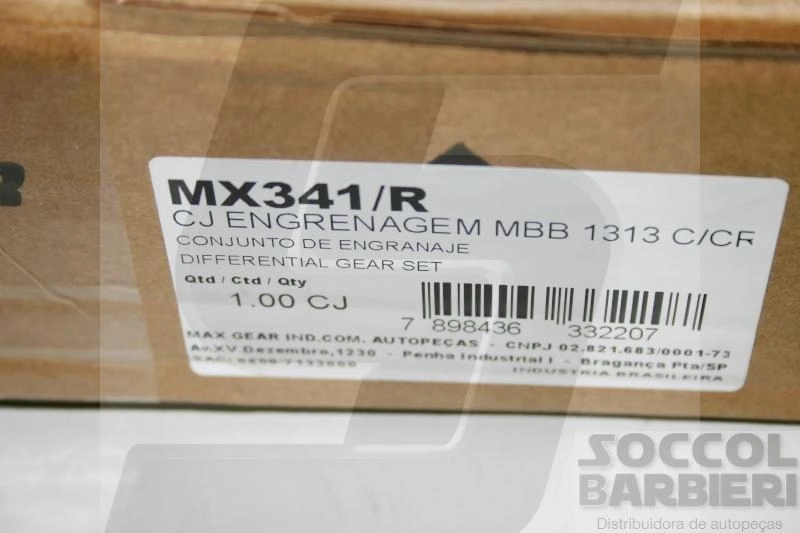 R
MX341/R
CJ ENGRENAGEM MBB 1313 C/CR
CONJUNTO DE ENGRANAJE
DIFFERENTIAL GEAR SET
Qtd / Ctd / Qty
1.00 CJ
7 898436 332207
MAX GEAR IND.COM. AUTOPEÇAS - CNPJ 02.821.683/0001-73
Av.XV Dezembro,1230 - Penha Industrial I - Bragança Pta/SP
INDUSTRIA BRASILEIRA
SOCCOL
BARBIERI
Distribuidora de autopeças